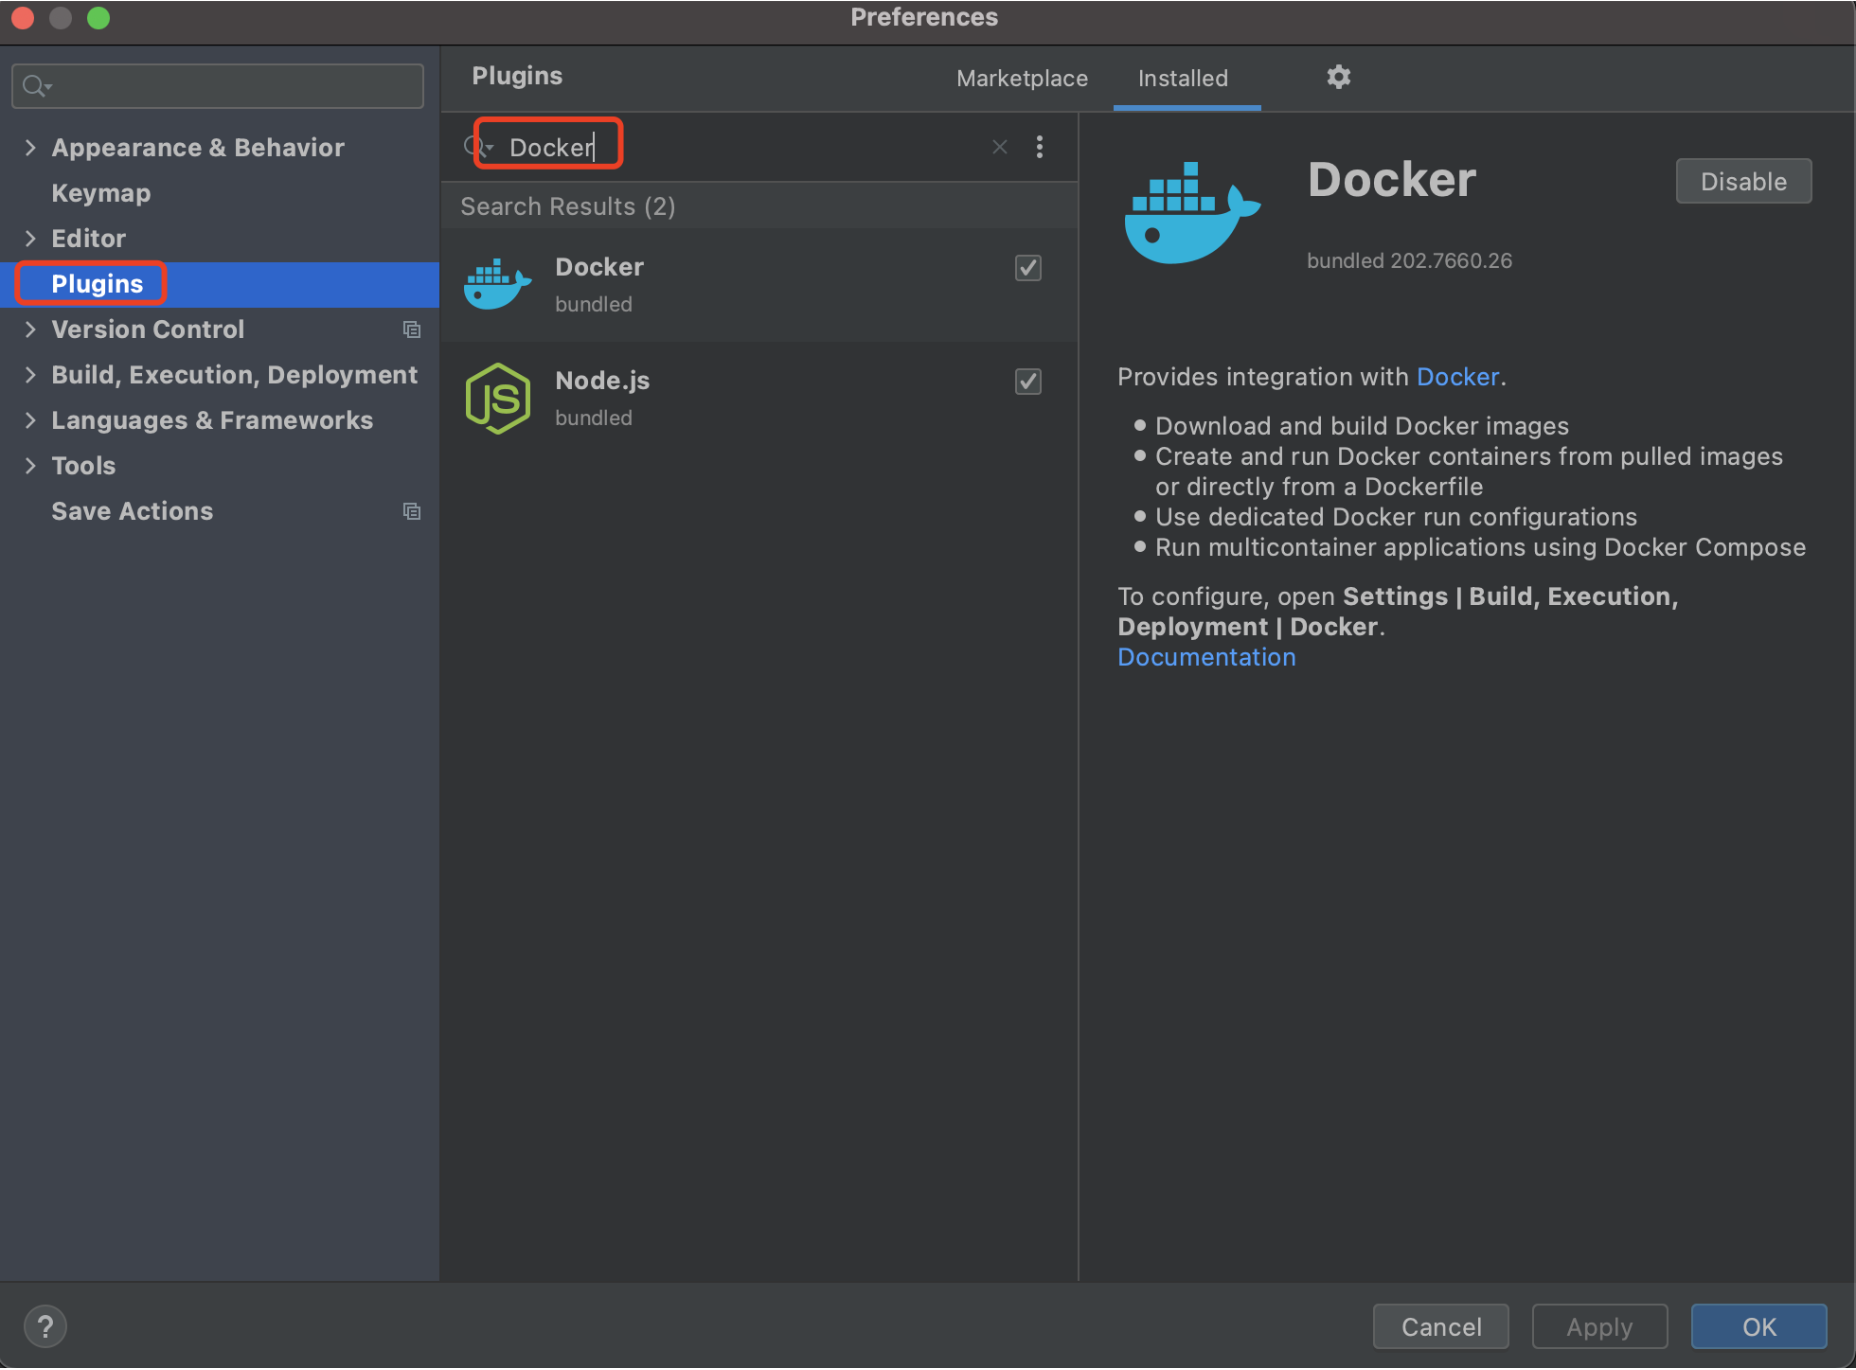 Preferences
Appearance & Behavior
Keymap
Editor
Plugins
Version Control
Build, Execution, Deployment
Languages & Frameworks
Tools
Save Actions
Plugins
Marketplace
Installed
Docker
Search Results (2)
Docker
bundled
Node.js
bundled
JS
Docker
Disable
bundled 202.7660.26
Provides integration with Docker.
Download and build Docker images
Create and run Docker containers from pulled images
or directly from a Dockerfile
Use dedicated Docker run configurations
Run multicontainer applications using Docker Compose
To configure, open Settings | Build, Execution,
Deployment | Docker.
Documentation
?
Cancel
Apply
OK